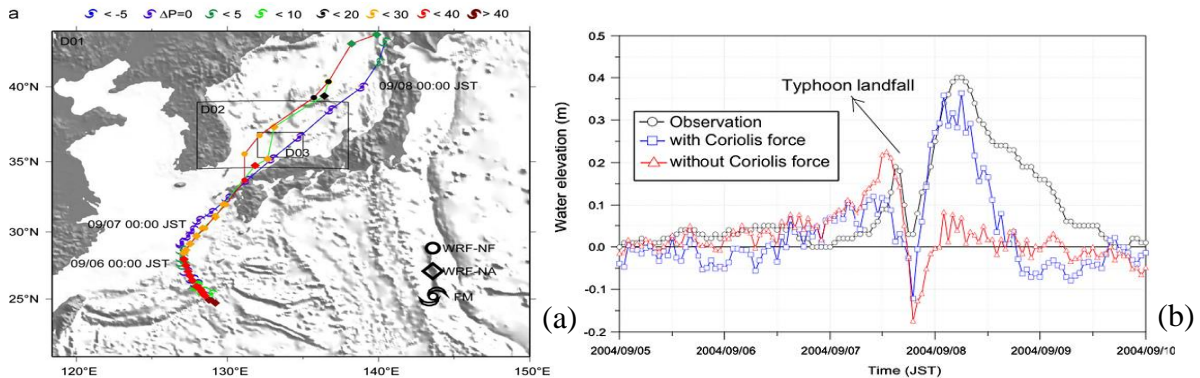 a
< -5 ΔP=0 < 5 < 10 < 20 < 30 < 40 > 40
D01
40°N
09/08 00:00 JST
D02
D03
35°N
09/07 00:00 JST
30°N
WRF-NF
09/06 00:00 JST
WRF-NA
25°N
PM
120°E 130°E 140°E 150°E
(a)
0.5
Typhoon landfall
0.4
Observation
with Coriolis force
without Coriolis force
0.3
0.2
0.1
0.0
-0.1
-0.2
Water elevation (m)
2004/09/05 2004/09/06 2004/09/07 2004/09/08 2004/09/09 2004/09/10
Time (JST)
(b)